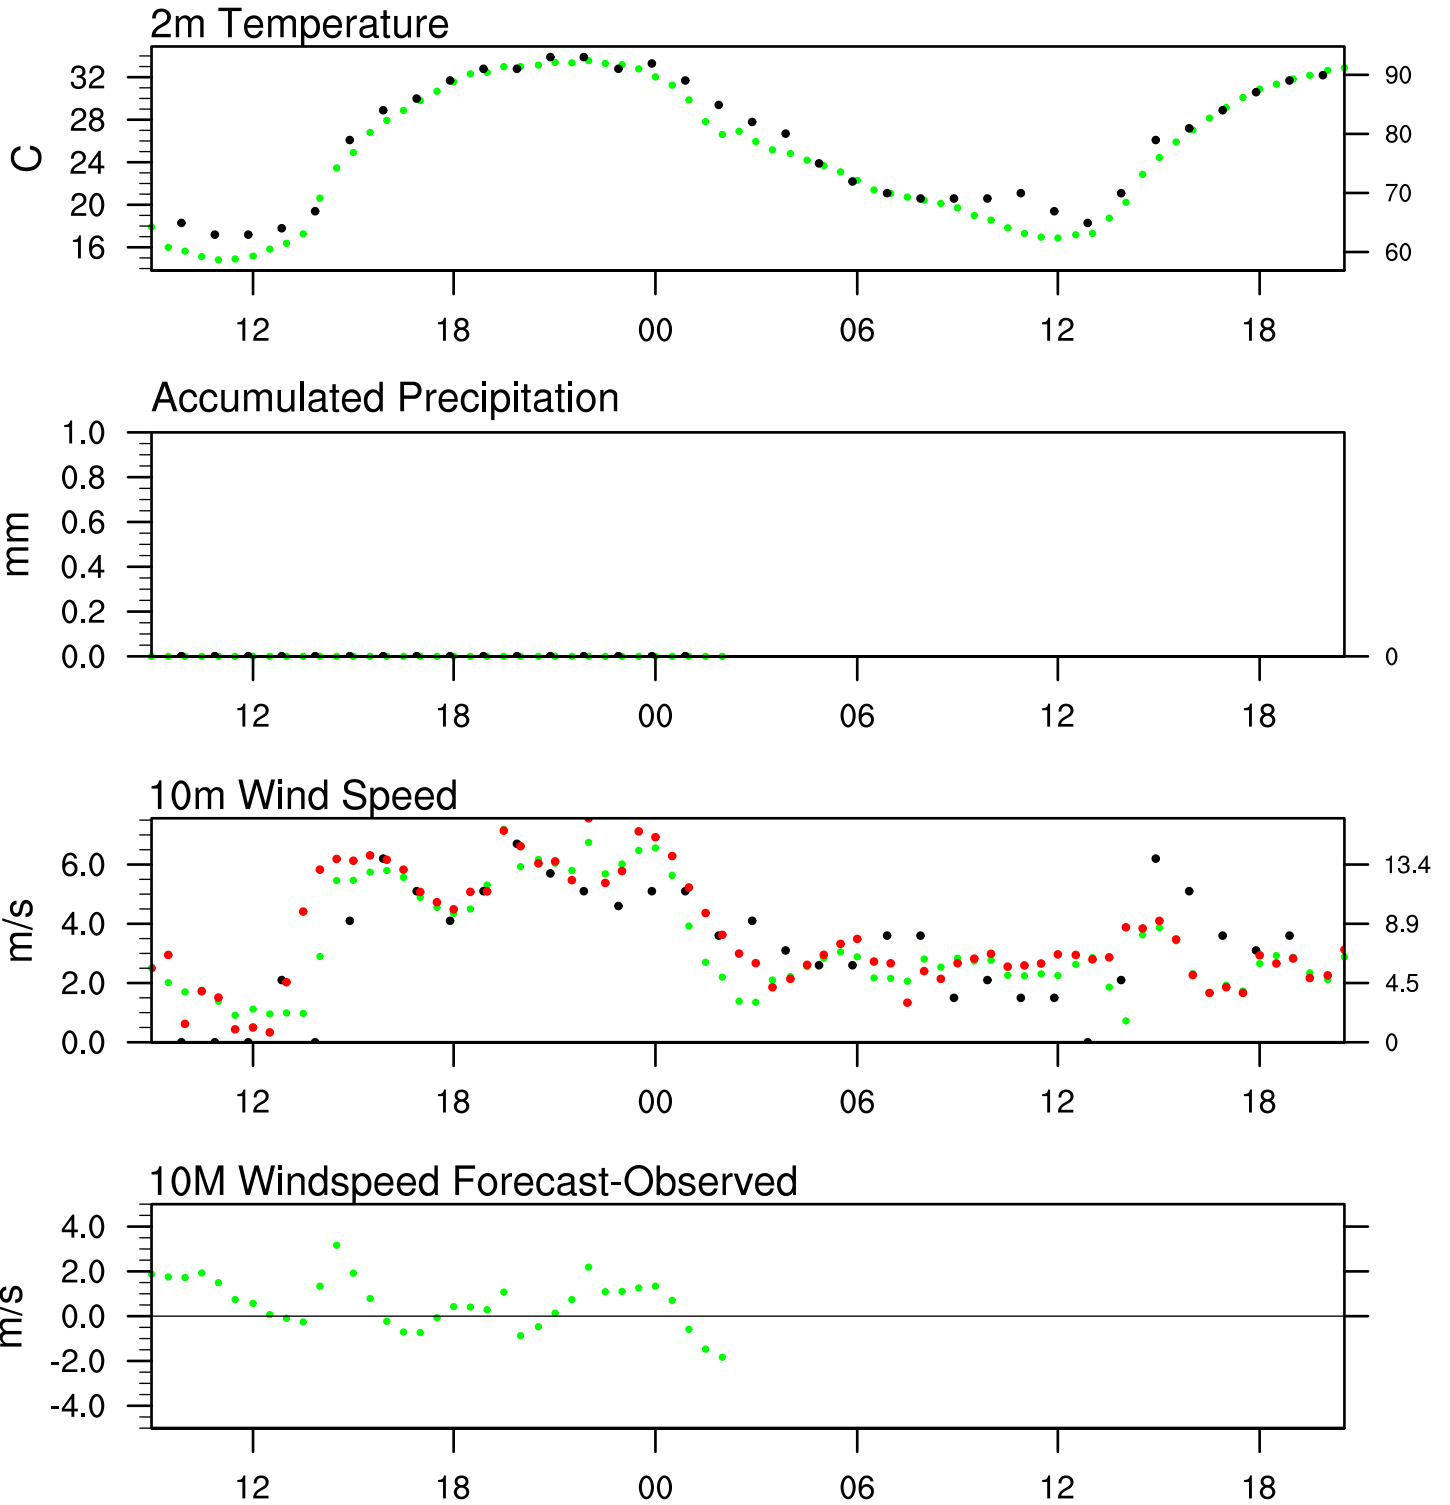 2m Temperature
C
32
28
24
20
16
90
80
70
60
12 18 00 06 12 18
Accumulated Precipitation
mm
1.0
0.8
0.6
0.4
0.2
0.0
0
12 18 00 06 12 18
10m Wind Speed
m/s
6.0
4.0
2.0
0.0
13.4
8.9
4.5
0
12 18 00 06 12 18
10M Windspeed Forecast-Observed
m/s
4.0
2.0
0.0
-2.0
-4.0
12 18 00 06 12 18